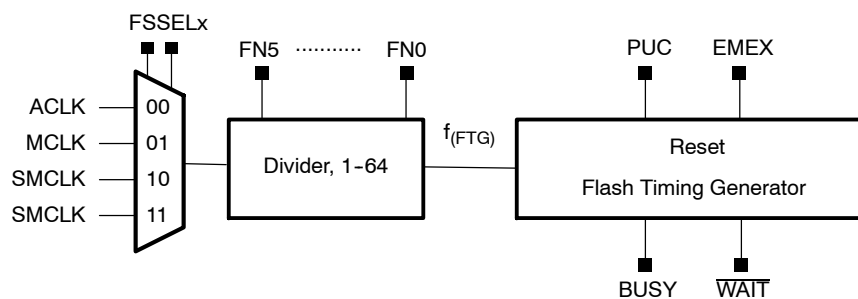 FSSELx
FN5 ........... FN0
PUC EMEX
ACLK 00
MCLK 01
SMCLK 10
SMCLK 11
Divider, 1-64
f(FTG)
Reset
Flash Timing Generator
BUSY WAIT